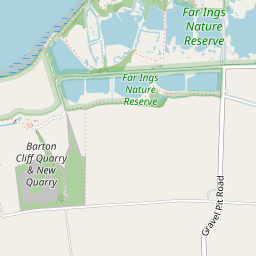 Far Ings
Nature
Reserve
Far Ings
Nature
Reserve
Barton
Cliff Quarry
& New
Quarry
Gravel Pit Road